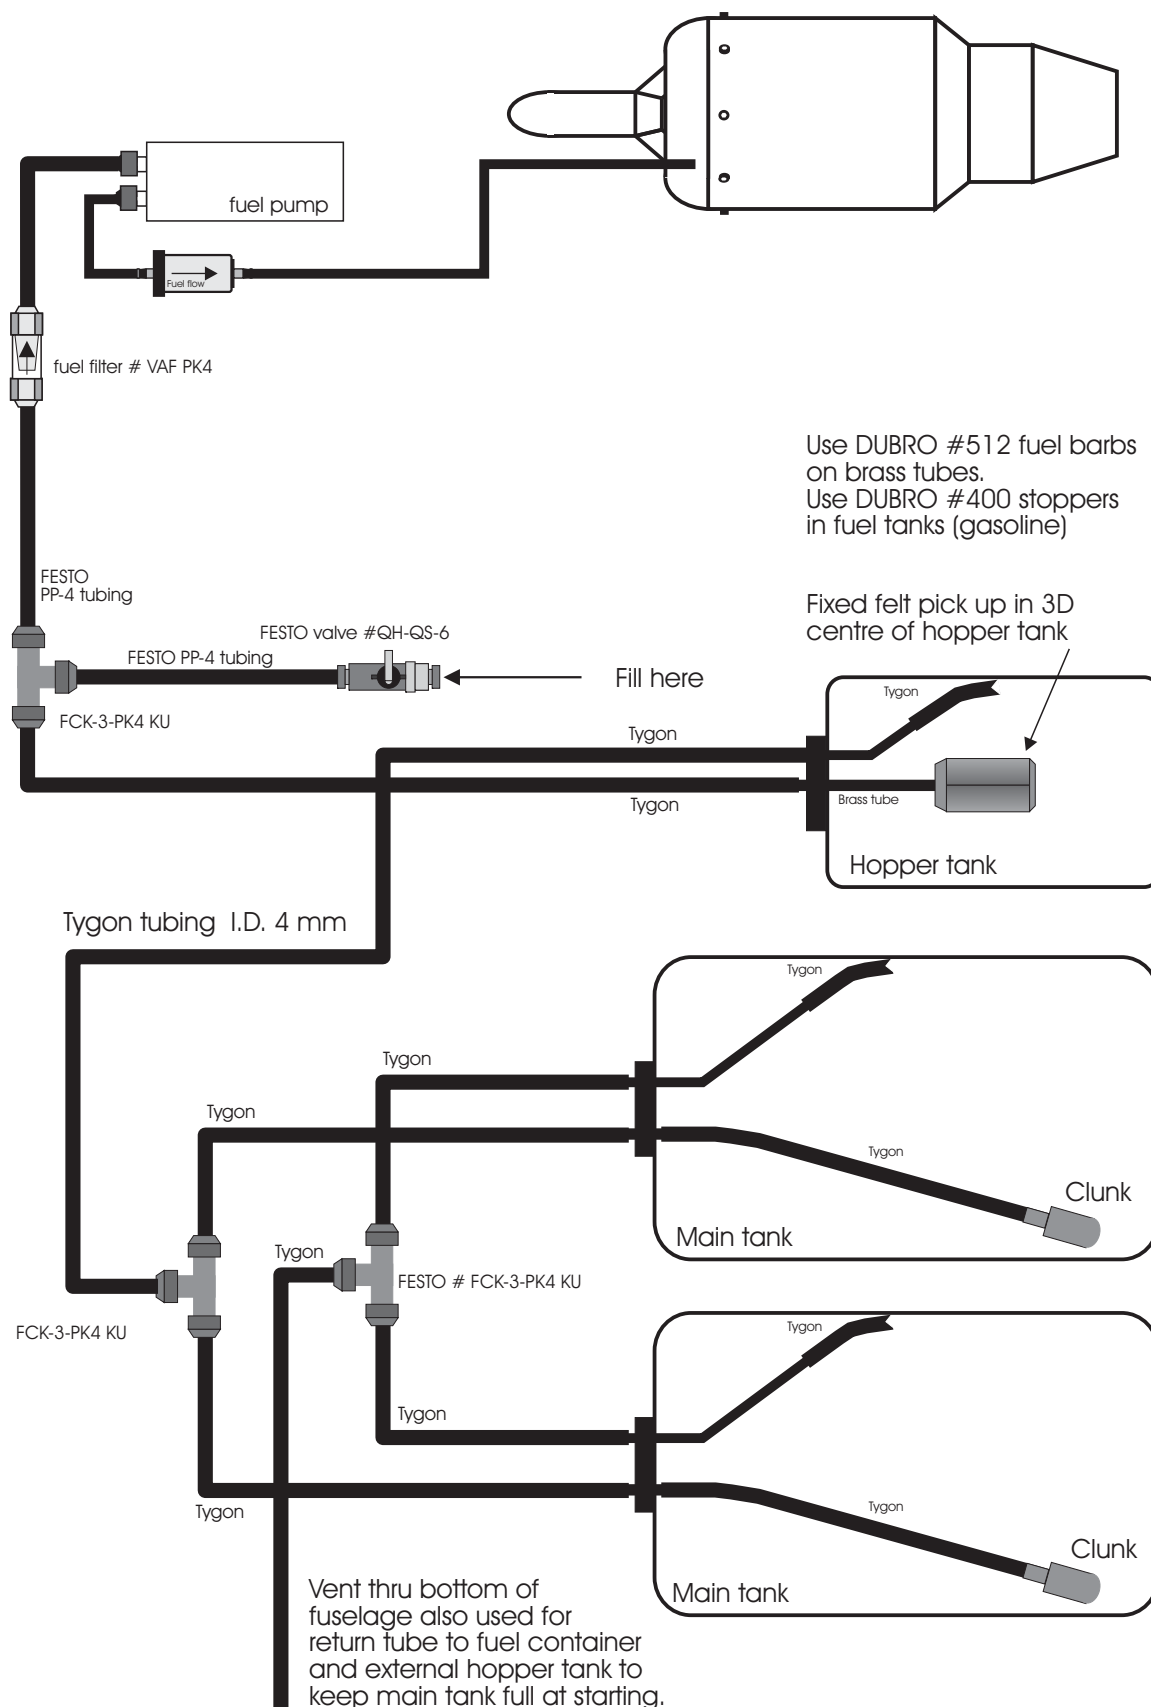 fuel pump
Fuel flow
fuel filter # VAF PK4
Use DUBRO #512 fuel barbs
on brass tubes.
Use DUBRO #400 stoppers
in fuel tanks (gasoline)
FESTO
PP-4 tubing
Fixed felt pick up in 3D
centre of hopper tank
FESTO valve #QH-QS-6
FESTO PP-4 tubing
Fill here
FCK-3-PK4 KU
Tygon
Tygon
Tygon
Brass tube
Hopper tank
Tygon tubing I.D. 4 mm
Tygon
Tygon
Tygon
Tygon
Clunk
Main tank
Tygon
FESTO # FCK-3-PK4 KU
FCK-3-PK4 KU
Tygon
Tygon
Tygon
Tygon
Clunk
Main tank
Vent thru bottom of
fuselage also used for
return tube to fuel container
and external hopper tank to
keep main tank full at starting.